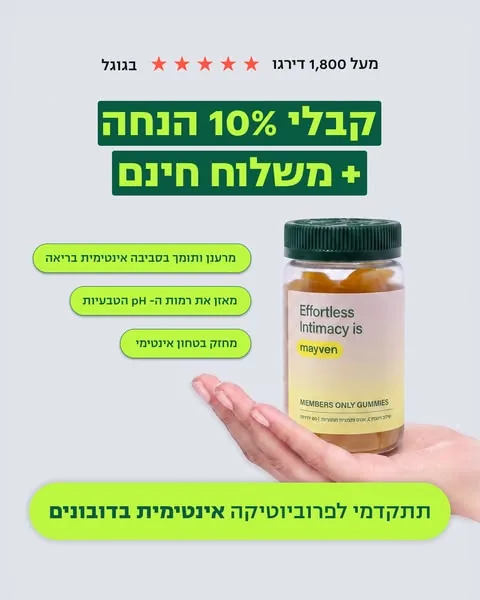 מעל 1,800 דירגו ★★★★★ בגוגל
קבלי 10% הנחה
+ משלוח חינם
מרענן ותומך בסביבה אינטימית בריאה
מאזן את רמות ה- pH הטבעיות
מחזק בטחון אינטימי
Effortless
Intimacy is
mayven
MEMBERS ONLY GUMMIES
תתקדמי לפרוביוטיקה אינטימית בדובונים